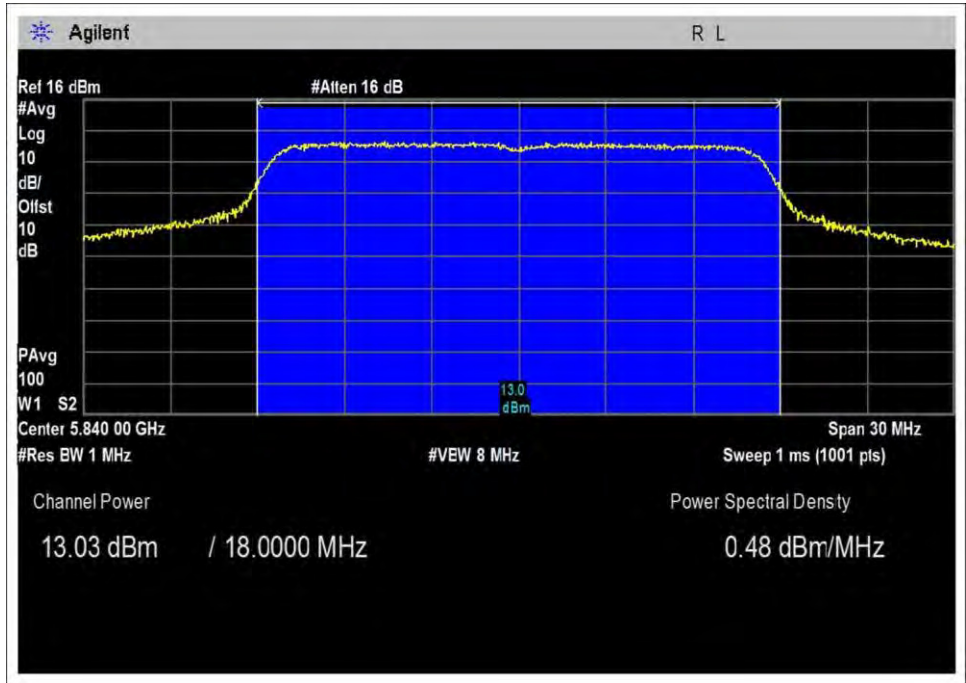 Agilent
R L
Ref 16 dBm #Atten 16 dB
#Avg
Log
10
dB/
Offst
10
dB
PAvg
100
W1 S2
13.0
dBm
Center 5.840 00 GHz Span 30 MHz
#Res BW 1 MHz #VBW 8 MHz Sweep 1 ms (1001 pts)
Channel Power Power Spectral Density
13.03 dBm / 18.0000 MHz 0.48 dBm/MHz